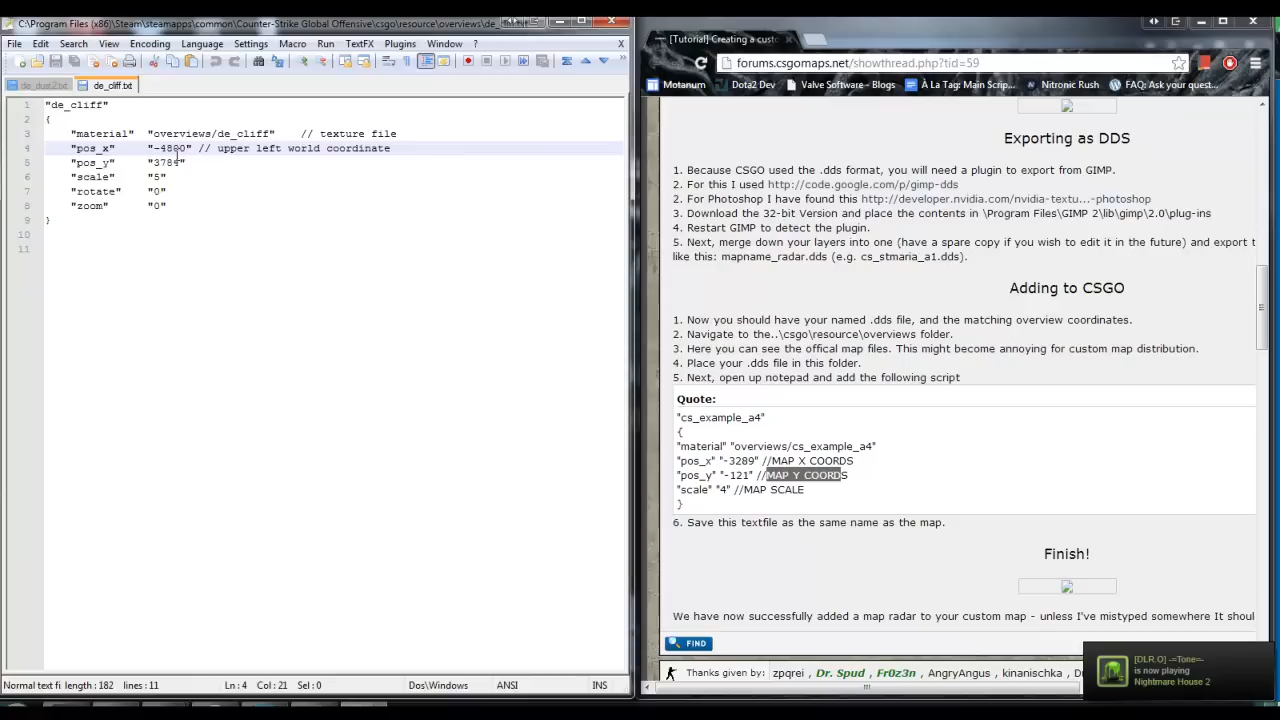 C:\Program Files (x86)\Steam\steamapps\common\Counter-Strike Global Offensive\csgo\resource\overviews\de_
File Edit Search View Encoding Language Settings Macro Run TextFX Plugins Window ? X
de_dust2.txt de_cliff.txt
1 "de_cliff"
2 {
3 "material" "overviews/de_cliff" // texture file
4 "pos_x" "-4800" // upper left world coordinate
5 "pos_y"
6 "scale" "5"
7 "rotate" "0"
8 "zoom" "0"
9 }
10
11
Normal text fi length : 182 lines : 11 Ln : 4 Col : 21 Sel : 0 Dos\Windows ANSI INS
[Tutorial] Creating a cust
forums.csgomaps.net/showthread.php?tid=59
Motanum Dota2 Dev Valve Software - Blogs À La Tag: Main Scrip... Nitronic Rush FAQ: Ask your quest...
Exporting as DDS
1. Because CSGO used the .dds format, you will need a plugin to export from GIMP.
2. For this I used http://code.google.com/p/gimp-dds
2. For Photoshop I have found this http://developer.nvidia.com/nvidia-textu...-photoshop
3. Download the 32-bit Version and place the contents in \Program Files\GIMP 2\lib\gimp\2.0\plug-ins
4. Restart GIMP to detect the plugin.
5. Next, merge down your layers into one (have a spare copy if you wish to edit it in the future) and export t
like this: mapname_radar.dds (e.g. cs_stmaria_a1.dds).
Adding to CSGO
1. Now you should have your named .dds file, and the matching overview coordinates.
2. Navigate to the..\csgo\resource\overviews folder.
3. Here you can see the offical map files. This might become annoying for custom map distribution.
4. Place your .dds file in this folder.
5. Next, open up notepad and add the following script
Quote:
"cs_example_a4"
{
"material" "overviews/cs_example_a4"
"pos_x" "-3289" //MAP X COORDS
"pos_y" "-121" //MAP Y COORDS
"scale" "4" //MAP SCALE
}
6. Save this textfile as the same name as the map.
Finish!
We have now successfully added a map radar to your custom map - unless I've mistyped somewhere It shoul
FIND
Thanks given by: zpqrei , Dr. Spud , Fr0z3n , AngryAngus , kinanischka , D
[DLR.O] -=Tone=-
is now playing
Nightmare House 2